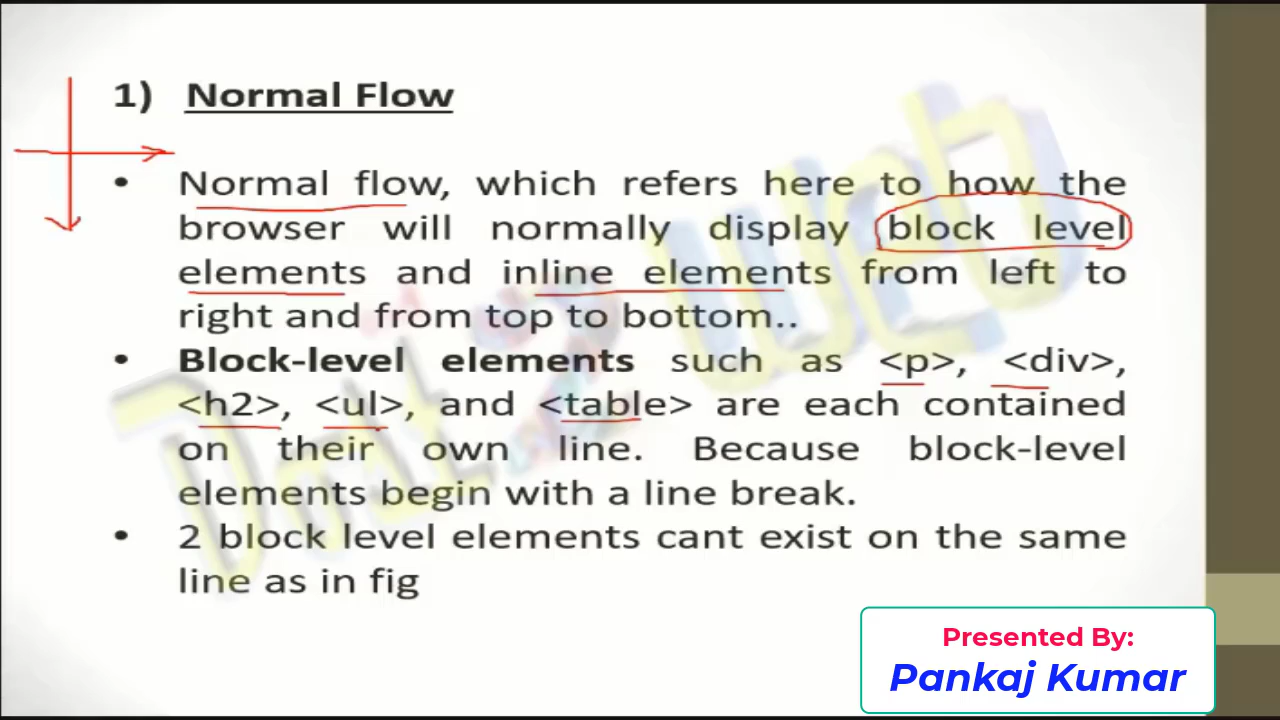 1) Normal Flow
• Normal flow, which refers here to how the
browser will normally display block level
elements and inline elements from left to
right and from top to bottom..
• Block-level elements such as <p>, <div>,
<h2>, <ul>, and <table> are each contained
on their own line. Because block-level
elements begin with a line break.
• 2 block level elements cant exist on the same
line as in fig
Presented By:
Pankaj Kumar